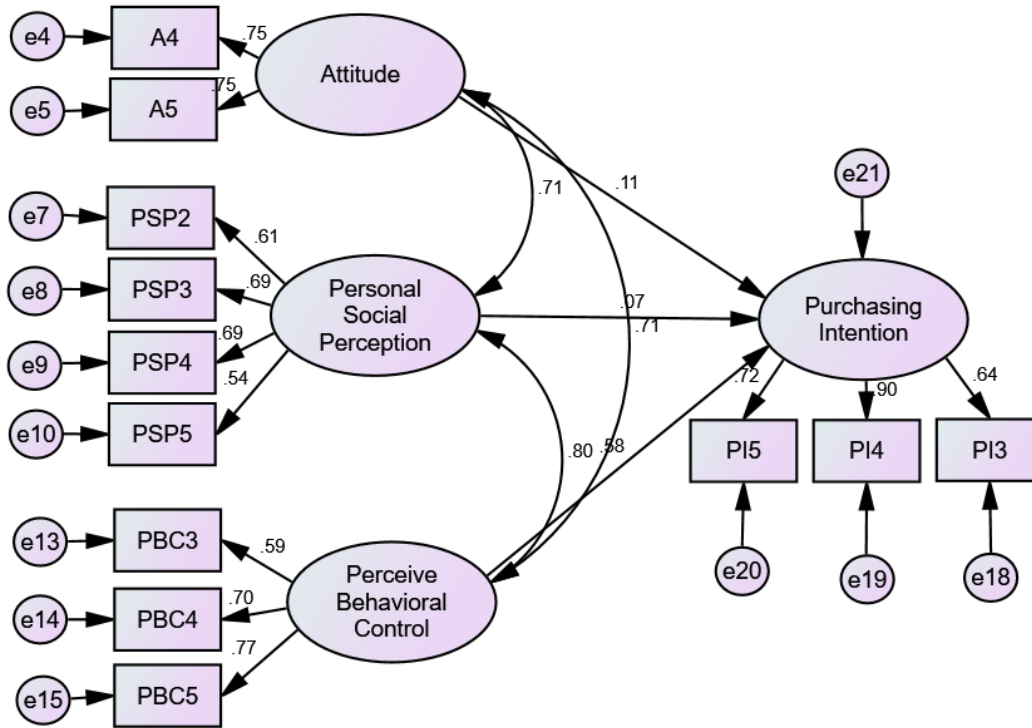 e4
A4
.75
Attitude
e5
A5
.75
e7
PSP2
.61
e8
PSP3
.69
e9
PSP4
.69
e10
PSP5
.54
Personal
Social
Perception
e13
PBC3
.59
e14
PBC4
.70
e15
PBC5
.77
Perceive
Behavioral
Control
.71
.11
.07
.71
.80
.58
e21
Purchasing
Intention
.72
.90
.64
PI5
PI4
PI3
e20
e19
e18